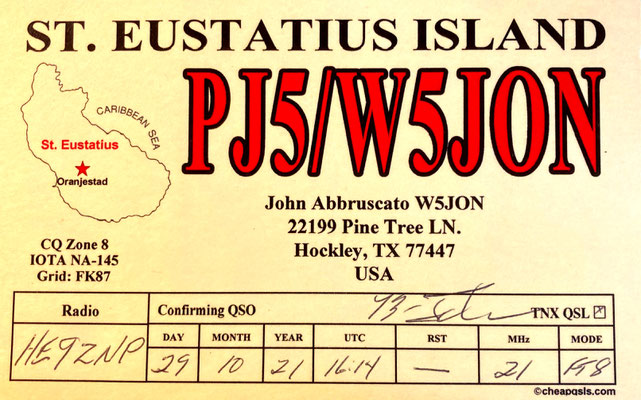 ST. EUSTATIUS ISLAND
PJ5/W5JON
CARIBBEAN SEA
St. Eustatius
Oranjestad
John Abbruscato W5JON
22199 Pine Tree LN.
Hockley, TX 77447
USA
CQ Zone 8
IOTA NA-145
Grid: FK87
Radio Confirming QSO 73 - TNX QSL
DAY MONTH YEAR UTC RST MHz MODE
HE9ZNP 29 10 21 16:14 — 21 FT8
©cheapqsls.com